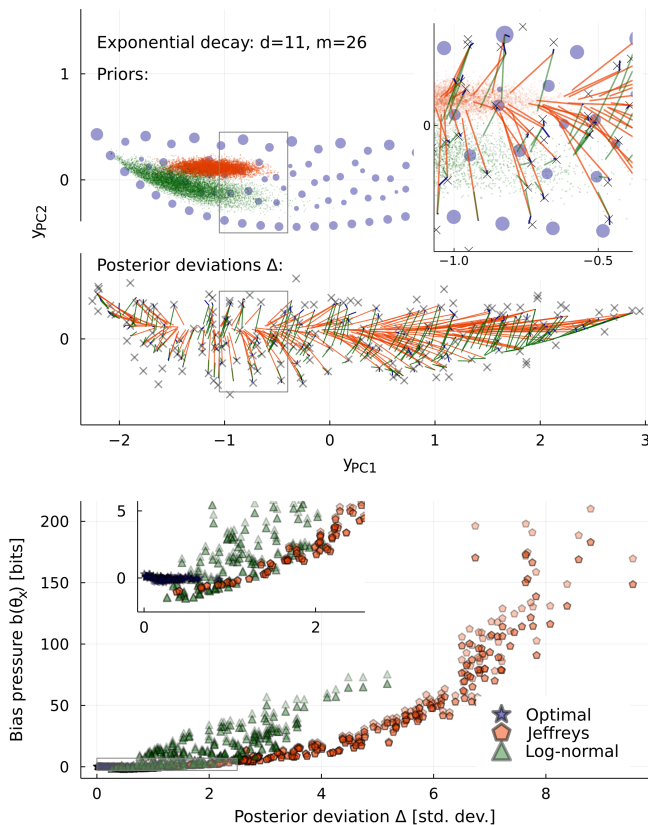 Exponential decay: d=11, m=26
Priors:
1
0
yPC2
0
−1.0
−0.5
Posterior deviations Δ:
0
−2
−1
0
1
2
3
yPC1
200
150
100
50
0
Bias pressure b(θχ) [bits]
5
0
0
2
Optimal
Jeffreys
Log-normal
0
2
4
6
8
Posterior deviation Δ [std. dev.]